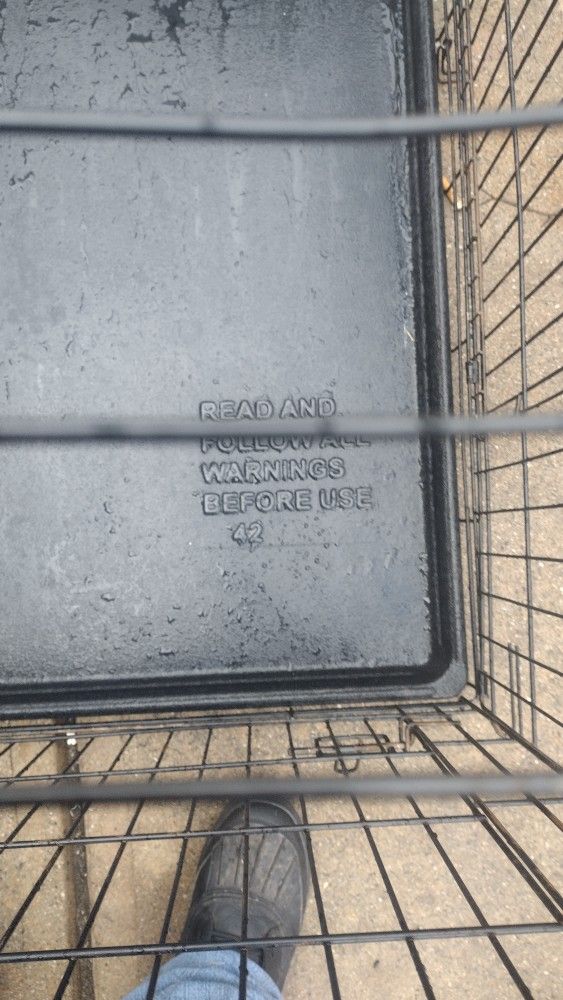 READ AND
FOLLOW ALL
WARNINGS
BEFORE USE
42